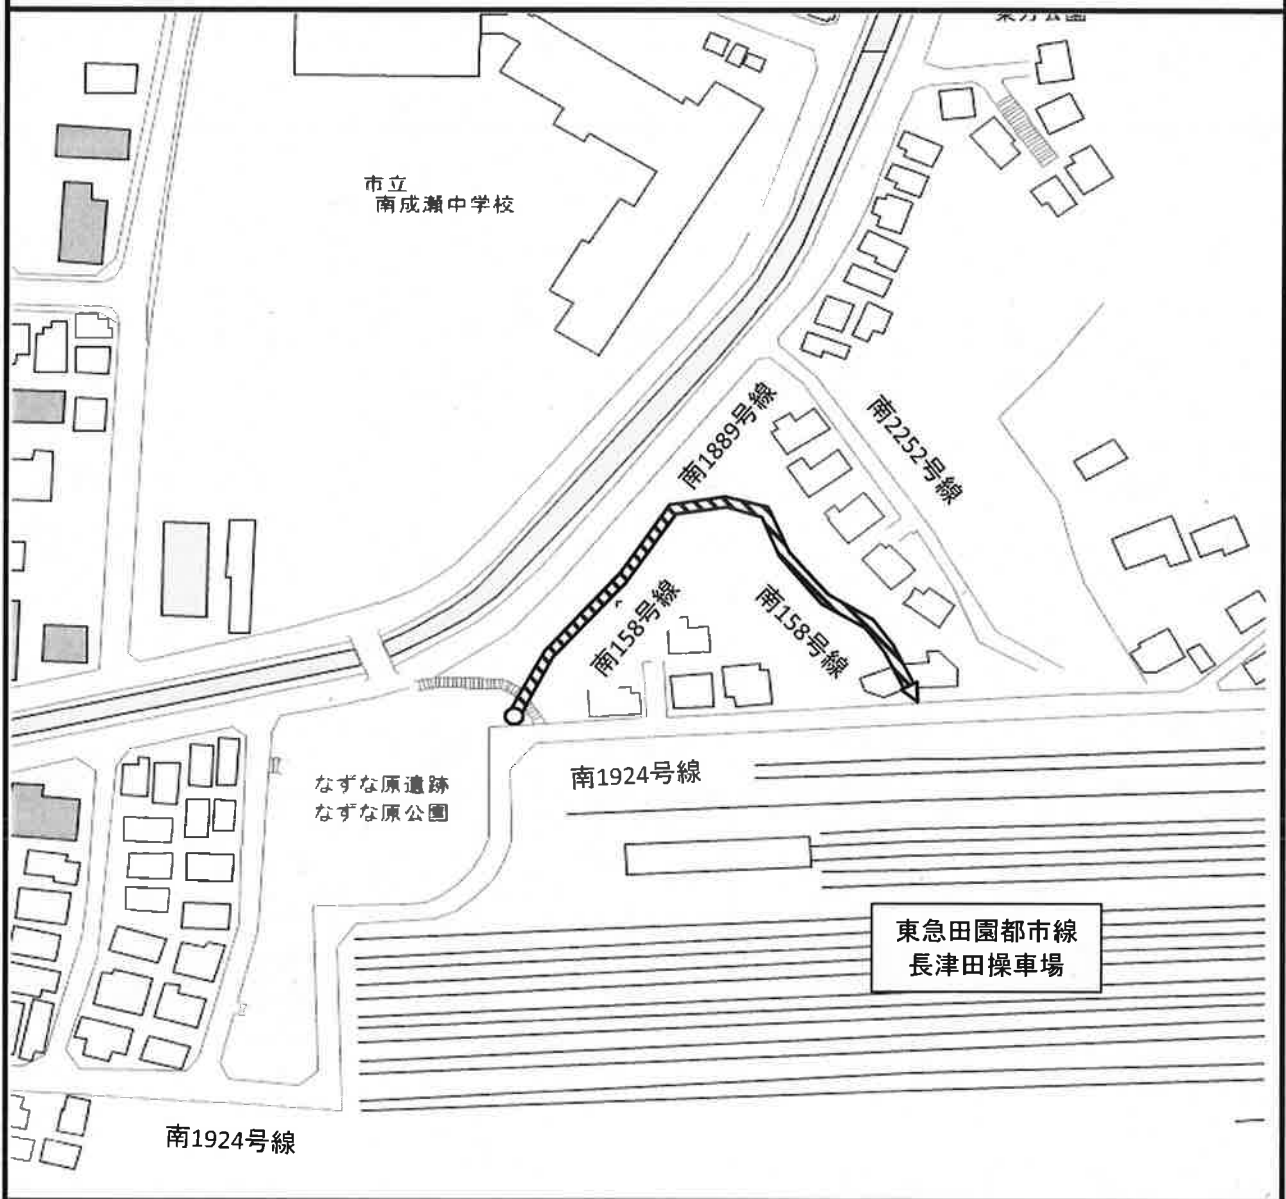 市立
南成瀬中学校
南1889号線
南2252号線
南158号線
南158号線
なずな原遺跡
なずな原公園
南1924号線
東急田園都市線
長津田操車場
南1924号線